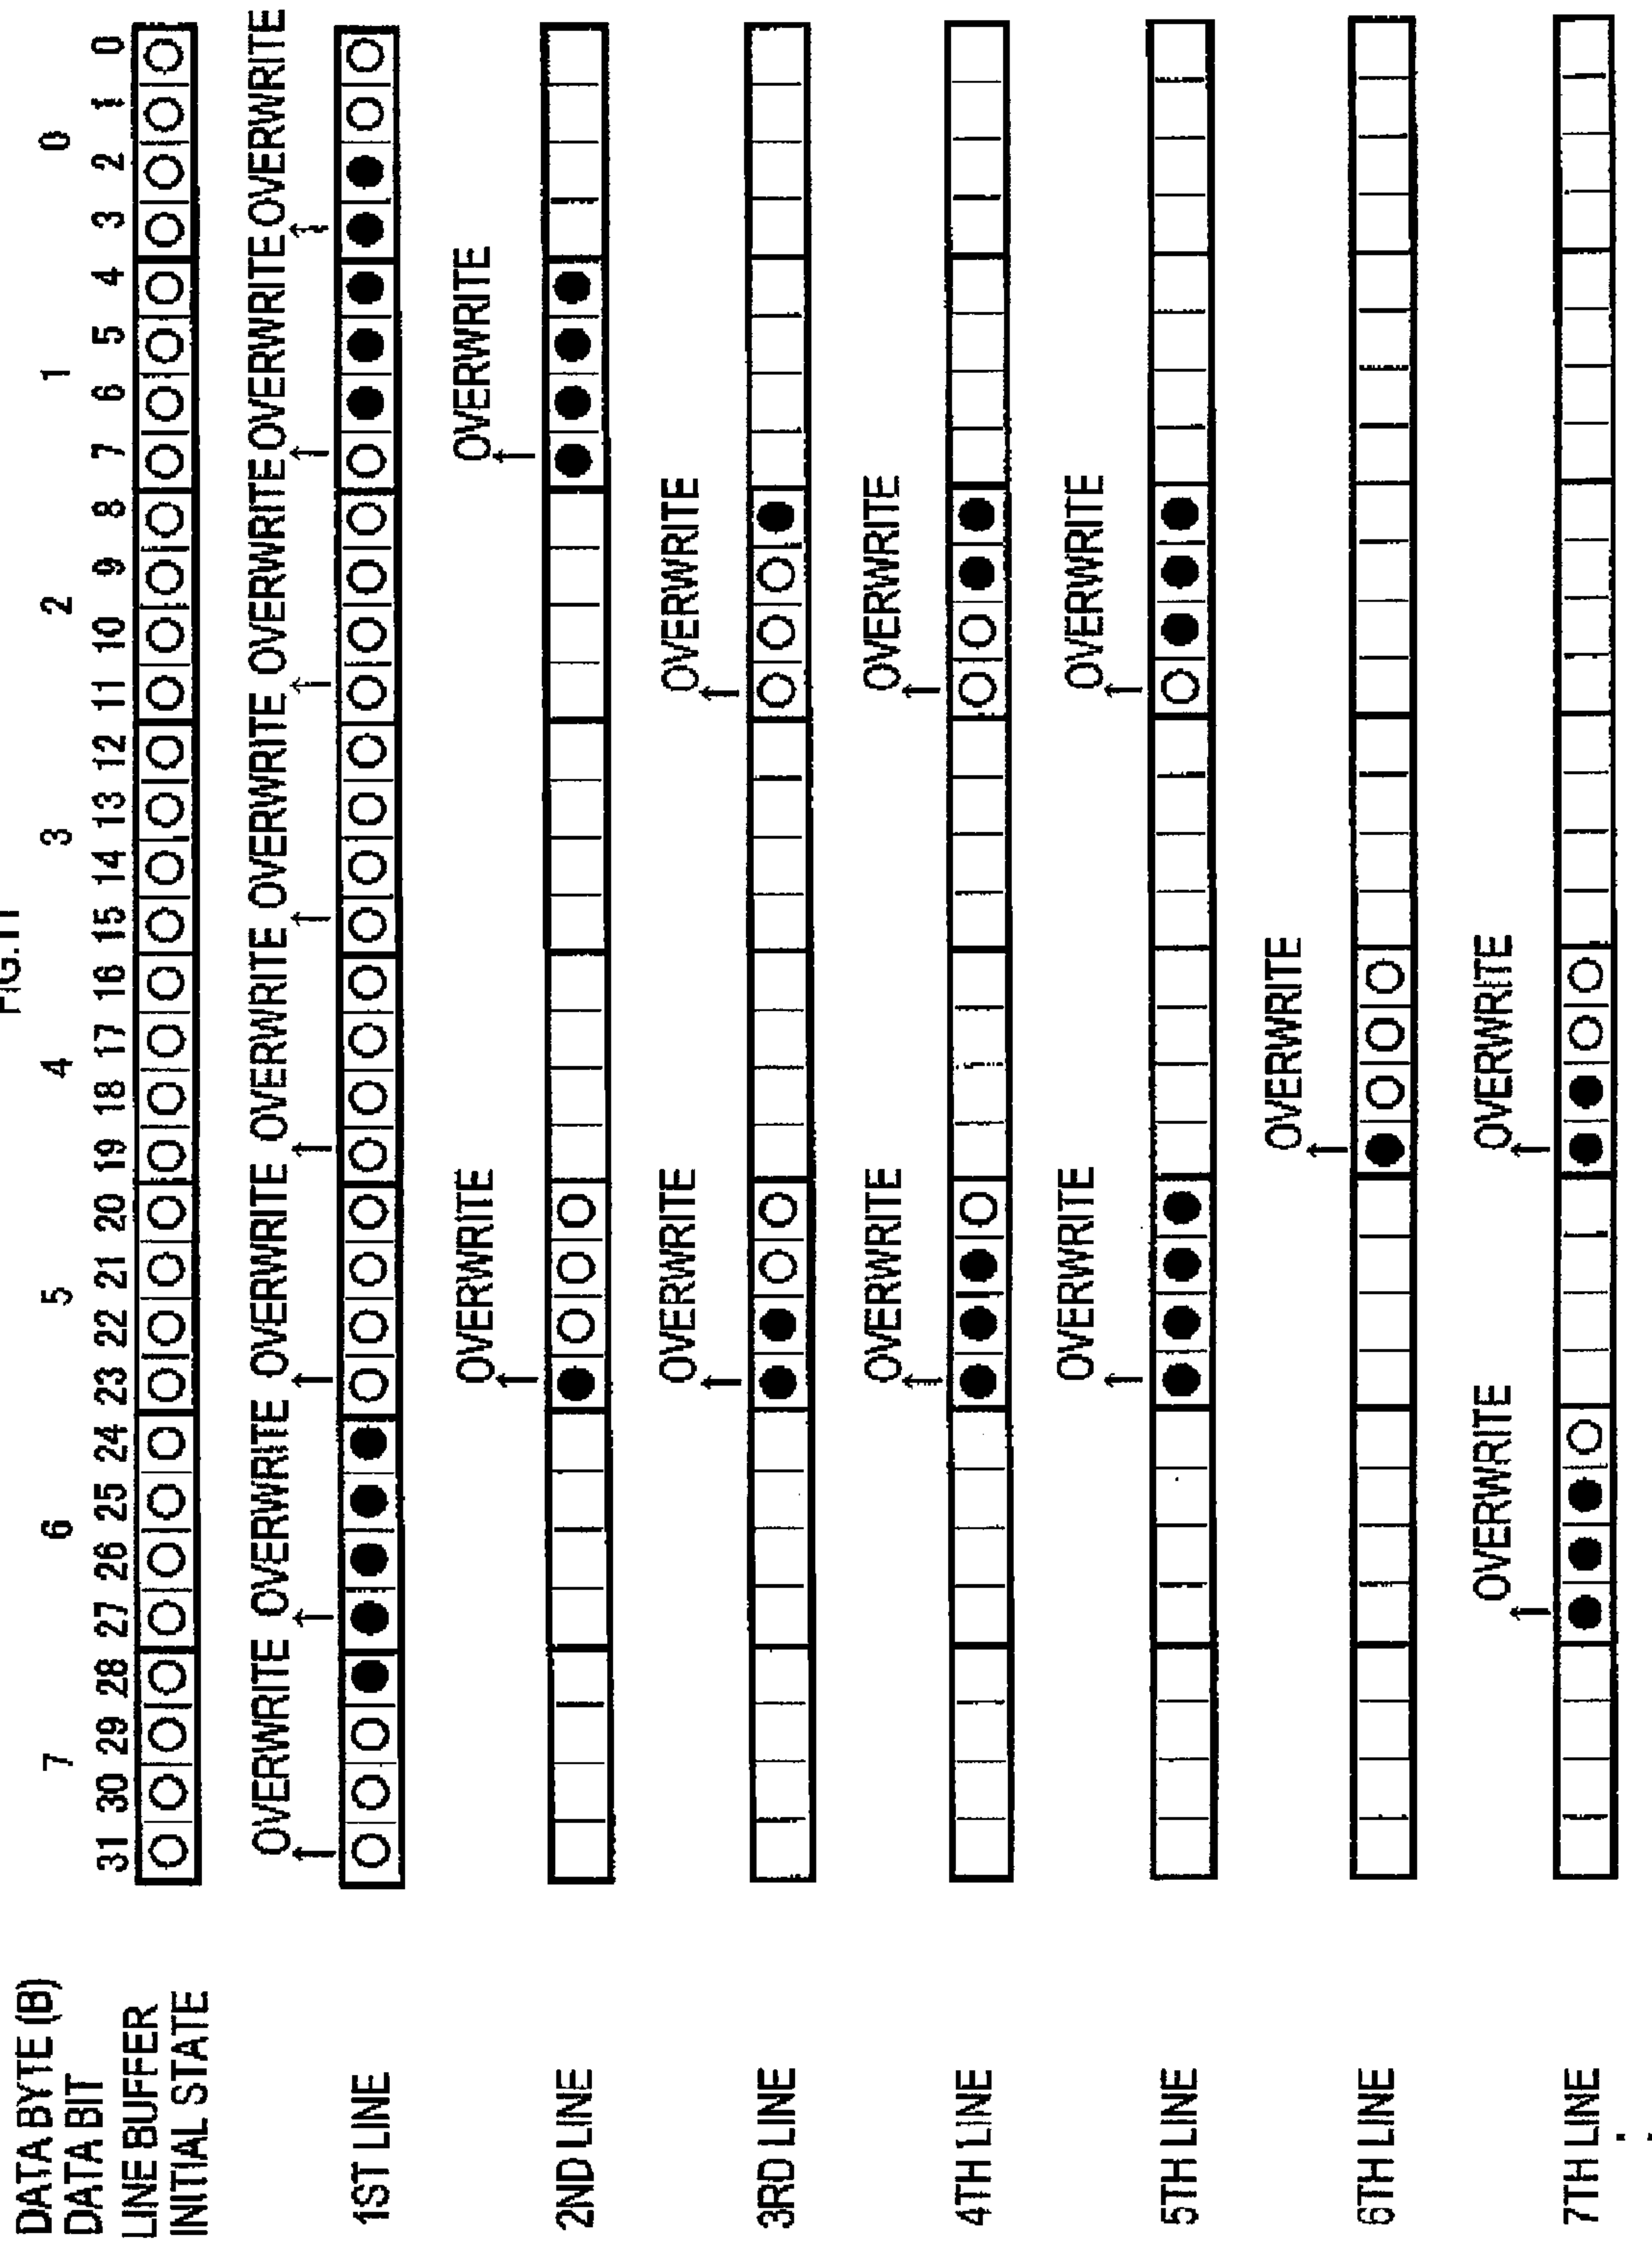 FIG.11
DATA BYTE (B) 7 6 5 4 3 2 1 0
DATA BIT 31 30 29 28 27 26 25 24 23 22 21 20 19 18 17 16 15 14 13 12 11 10 9 8 7 6 5 4 3 2 1 0
LINE BUFFER
INITIAL STATE
OVERWRITE OVERWRITE OVERWRITE OVERWRITE OVERWRITE OVERWRITE OVERWRITE OVERWRITE
1ST LINE
OVERWRITE OVERWRITE
2ND LINE
OVERWRITE OVERWRITE
3RD LINE
OVERWRITE OVERWRITE
4TH LINE
OVERWRITE OVERWRITE
5TH LINE
OVERWRITE
6TH LINE
OVERWRITE OVERWRITE
7TH LINE